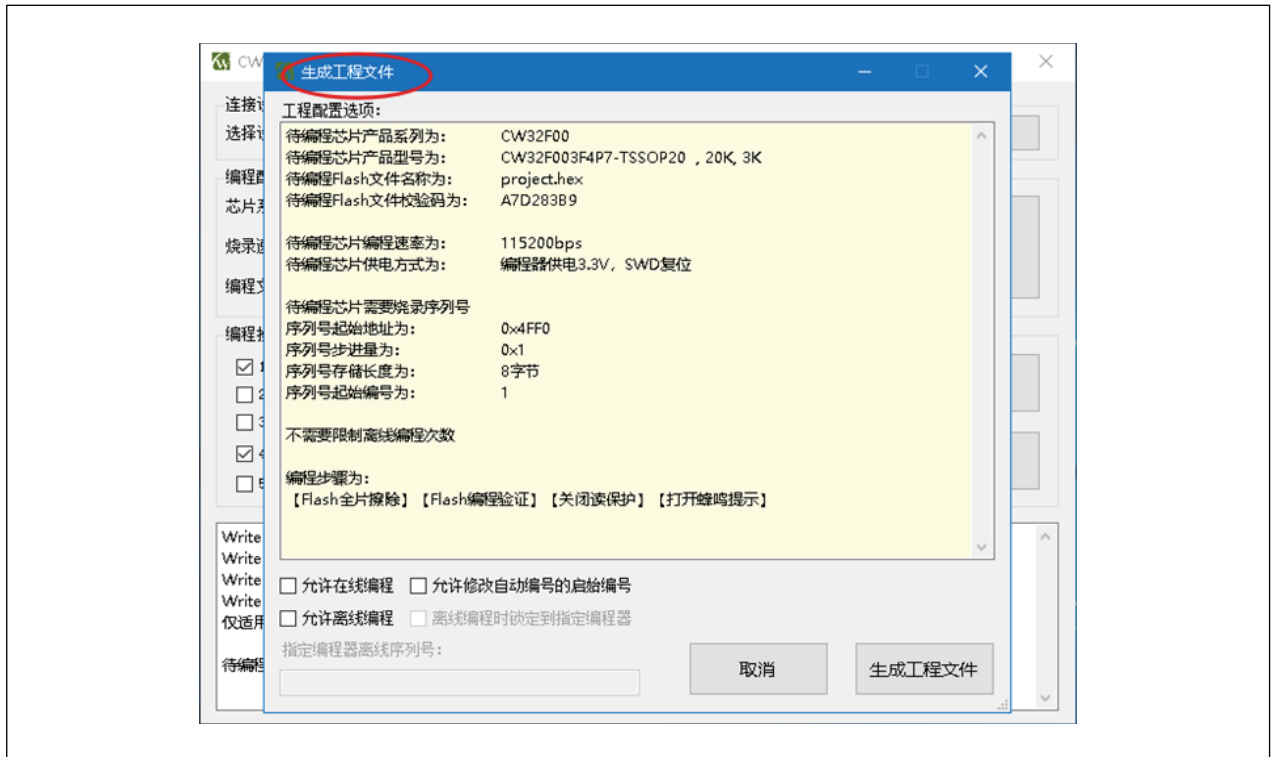 CW
生成工程文件
连接
选择
工程配置选项：
待编程芯片产品系列为： CW32F00
待编程芯片产品型号为： CW32F003F4P7-TSSOP20 , 20K, 3K
待编程Flash文件名称为： project.hex
待编程Flash文件校验码为： A7D283B9
待编程芯片编程速率为： 115200bps
待编程芯片供电方式为： 编程器供电3.3V，SWD复位
待编程芯片需要烧录序列号
序列号起始地址为： 0x4FF0
序列号步进量为： 0x1
序列号存储长度为： 8字节
序列号起始编号为： 1
不需要限制离线编程次数
编程步骤为：
【Flash全片擦除】【Flash编程验证】【关闭读保护】【打开蜂鸣提示】
编程
芯片
烧录
编程
编程
1
2
3
4
5
Write
Write
Write
Write
仅适用
待编程
允许在线编程 允许修改自动编号的启始编号
允许离线编程 离线编程时锁定到指定编程器
指定编程器离线序列号：
取消 生成工程文件